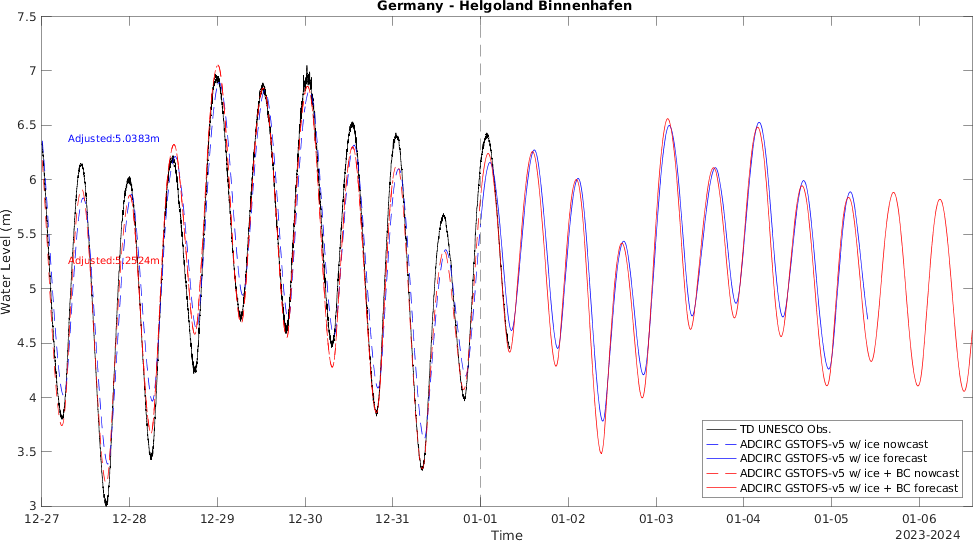 Germany - Helgoland Binnenhafen
7.5
7
6.5
6
5.5
5
4.5
4
3.5
3
Water Level (m)
Adjusted:5.0383m
Adjusted:5.2524m
TD UNESCO Obs.
ADCIRC GSTOFS-v5 w/ ice nowcast
ADCIRC GSTOFS-v5 w/ ice forecast
ADCIRC GSTOFS-v5 w/ ice + BC nowcast
ADCIRC GSTOFS-v5 w/ ice + BC forecast
12-27 12-28 12-29 12-30 12-31 01-01 01-02 01-03 01-04 01-05 01-06
Time
2023-2024